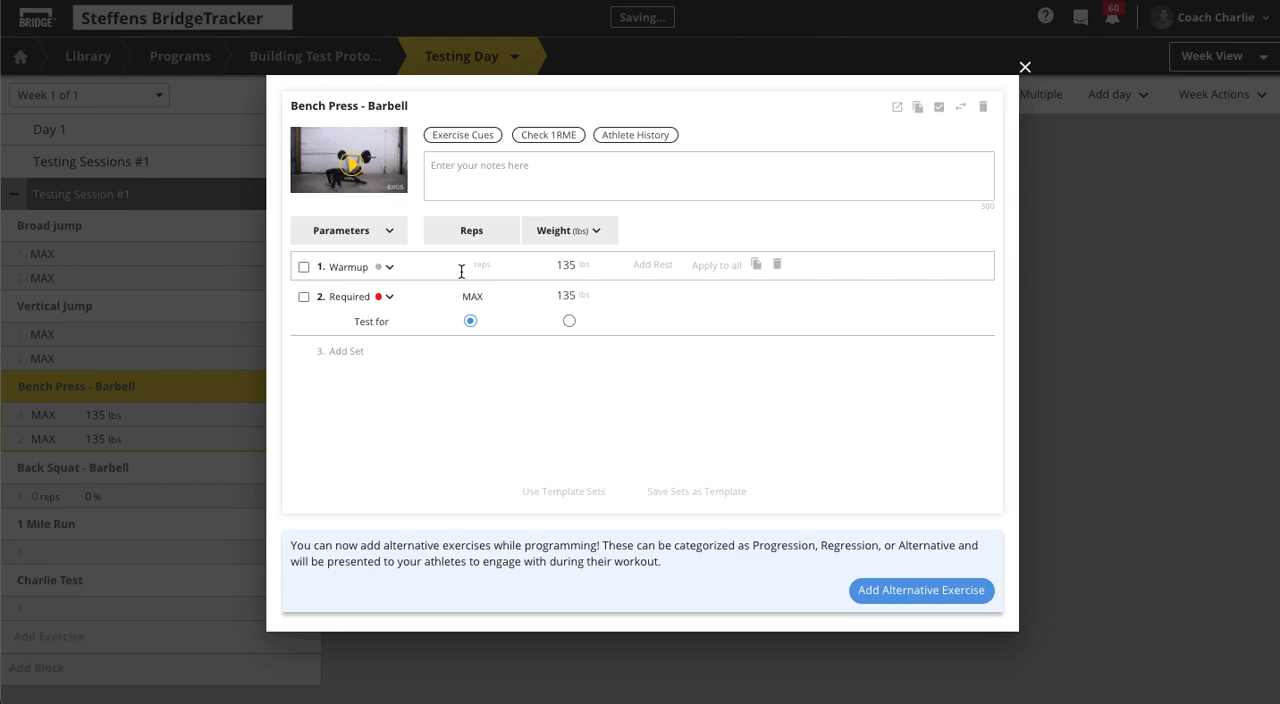 BRIDGE
Steffens BridgeTracker
Saving...
60
Coach Charlie
Library
Programs
Building Test Proto...
Testing Day
Week View
Week 1 of 1
Multiple
Add day
Week Actions
Day 1
Testing Sessions #1
Testing Session #1
Broad jump
1 MAX
2 MAX
Vertical Jump
1 MAX
2 MAX
Bench Press - Barbell
1 MAX 135 lbs
2 MAX 135 lbs
Back Squat - Barbell
1. 0 reps 0 %
1 Mile Run
1
Charlie Test
1
Add Exercise
Add Block
Bench Press - Barbell
EXOS
Exercise Cues
Check 1RME
Athlete History
Enter your notes here
300
Parameters
Reps
Weight (lbs)
1. Warmup reps 135 lbs Add Rest Apply to all
2. Required MAX 135 lbs
Test for
3. Add Set
Use Template Sets
Save Sets as Template
You can now add alternative exercises while programming! These can be categorized as Progression, Regression, or Alternative and
will be presented to your athletes to engage with during their workout.
Add Alternative Exercise